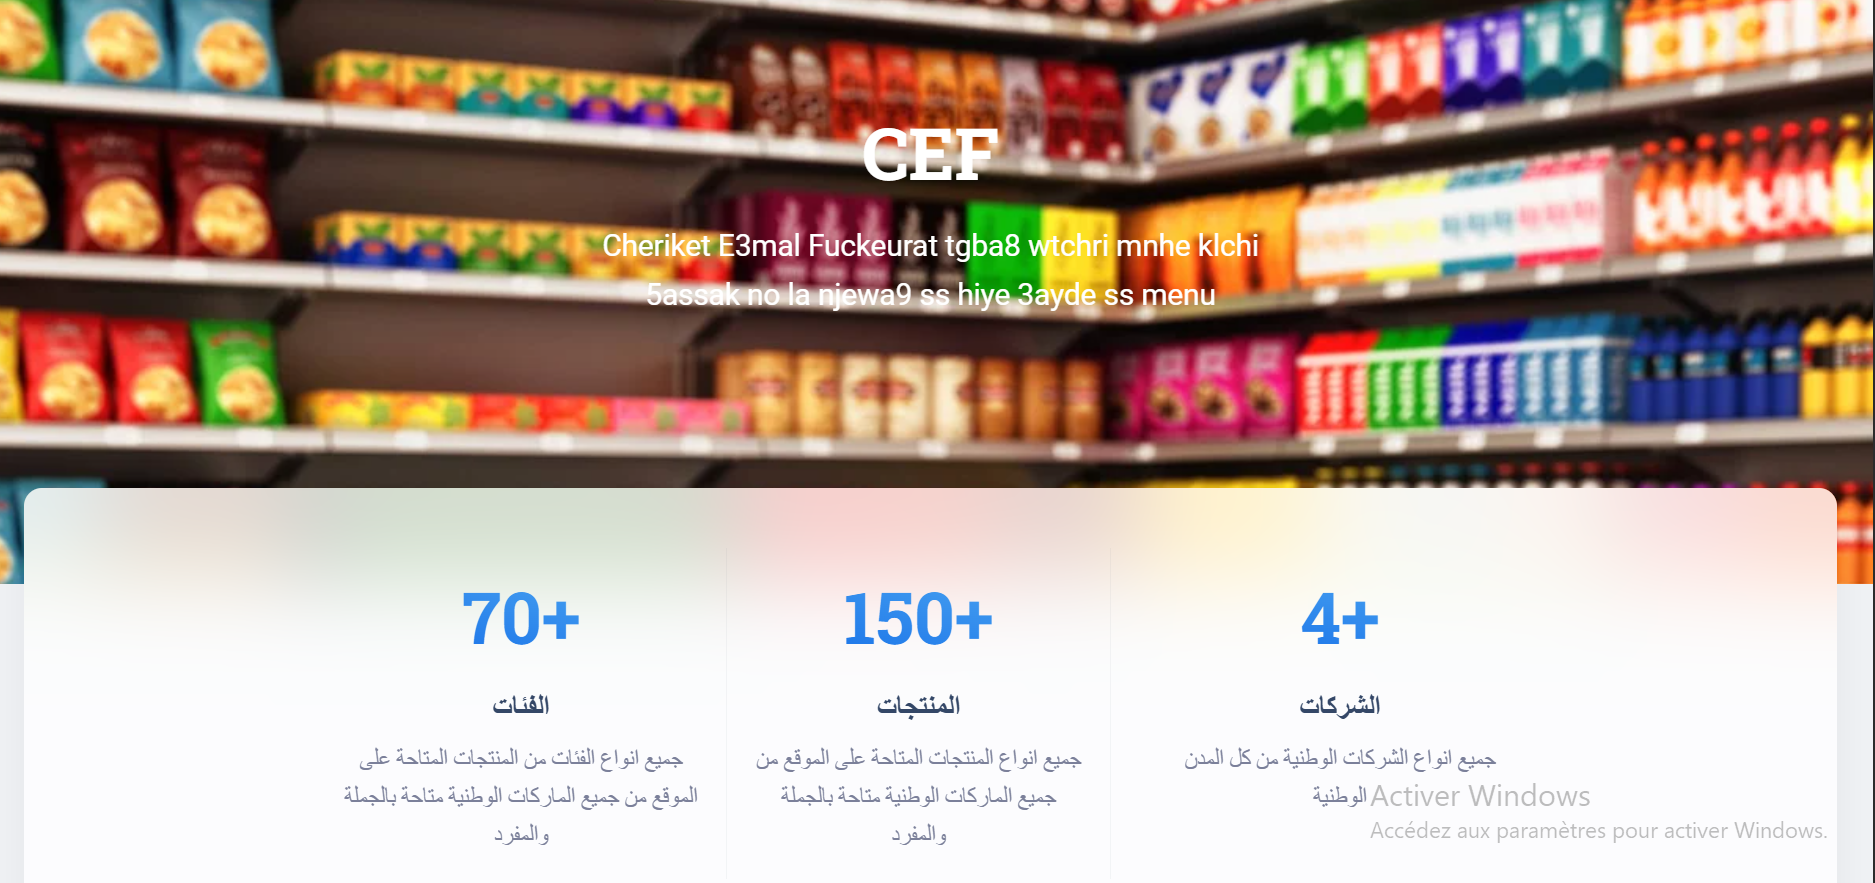 CEF
Cheriket E3mal Fuckeurat tgba8 wtchri mnhe klchi
5assak no la njewa9 ss hiye 3ayde ss menu
4+
الشركات
جميع انواع الشركات الوطنية من كل المدن
الوطنية
150+
المنتجات
جميع انواع المنتجات المتاحة على الموقع من
جميع الماركات الوطنية متاحة بالجملة
والمفرد
70+
الفئات
جميع انواع الفئات من المنتجات المتاحة على
الموقع من جميع الماركات الوطنية متاحة بالجملة
والمفرد
Activer Windows
Accédez aux paramètres pour activer Windows.